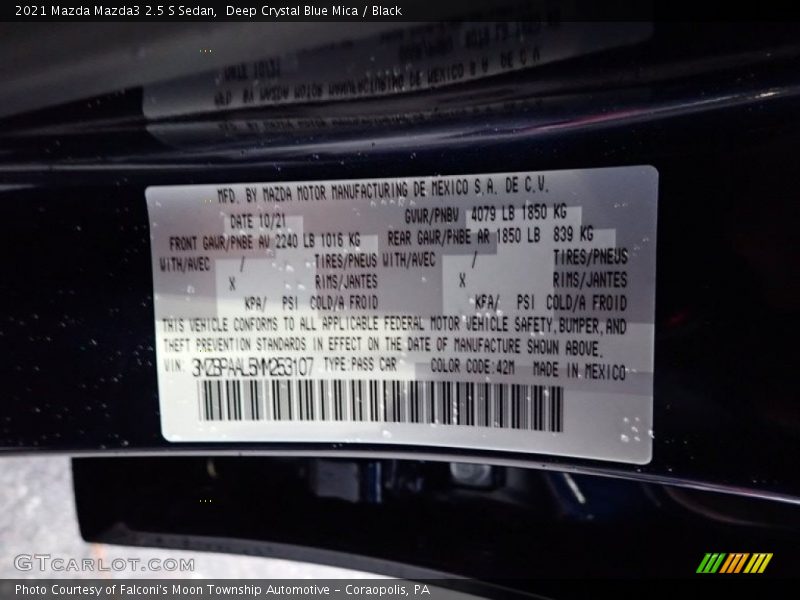 2021 Mazda Mazda3 2.5 S Sedan, Deep Crystal Blue Mica / Black
MFD. BY MAZDA MOTOR MANUFACTURING DE MEXICO S.A. DE C.V.
DATE 10/21 GVWR/PNBV 4079 LB 1850 KG
FRONT GAWR/PNBE AV 2240 LB 1016 KG REAR GAWR/PNBE AR 1850 LB 839 KG
WITH/AVEC / TIRES/PNEUS WITH/AVEC / TIRES/PNEUS
X RIMS/JANTES X RIMS/JANTES
KPA/ PSI COLD/A FROID KPA/ PSI COLD/A FROID
THIS VEHICLE CONFORMS TO ALL APPLICABLE FEDERAL MOTOR VEHICLE SAFETY, BUMPER, AND
THEFT PREVENTION STANDARDS IN EFFECT ON THE DATE OF MANUFACTURE SHOWN ABOVE.
VIN: 3MZBPAAL5MM253107 TYPE:PASS CAR COLOR CODE:42M MADE IN MEXICO
GTCARLOT.COM
Photo Courtesy of Falconi's Moon Township Automotive - Coraopolis, PA